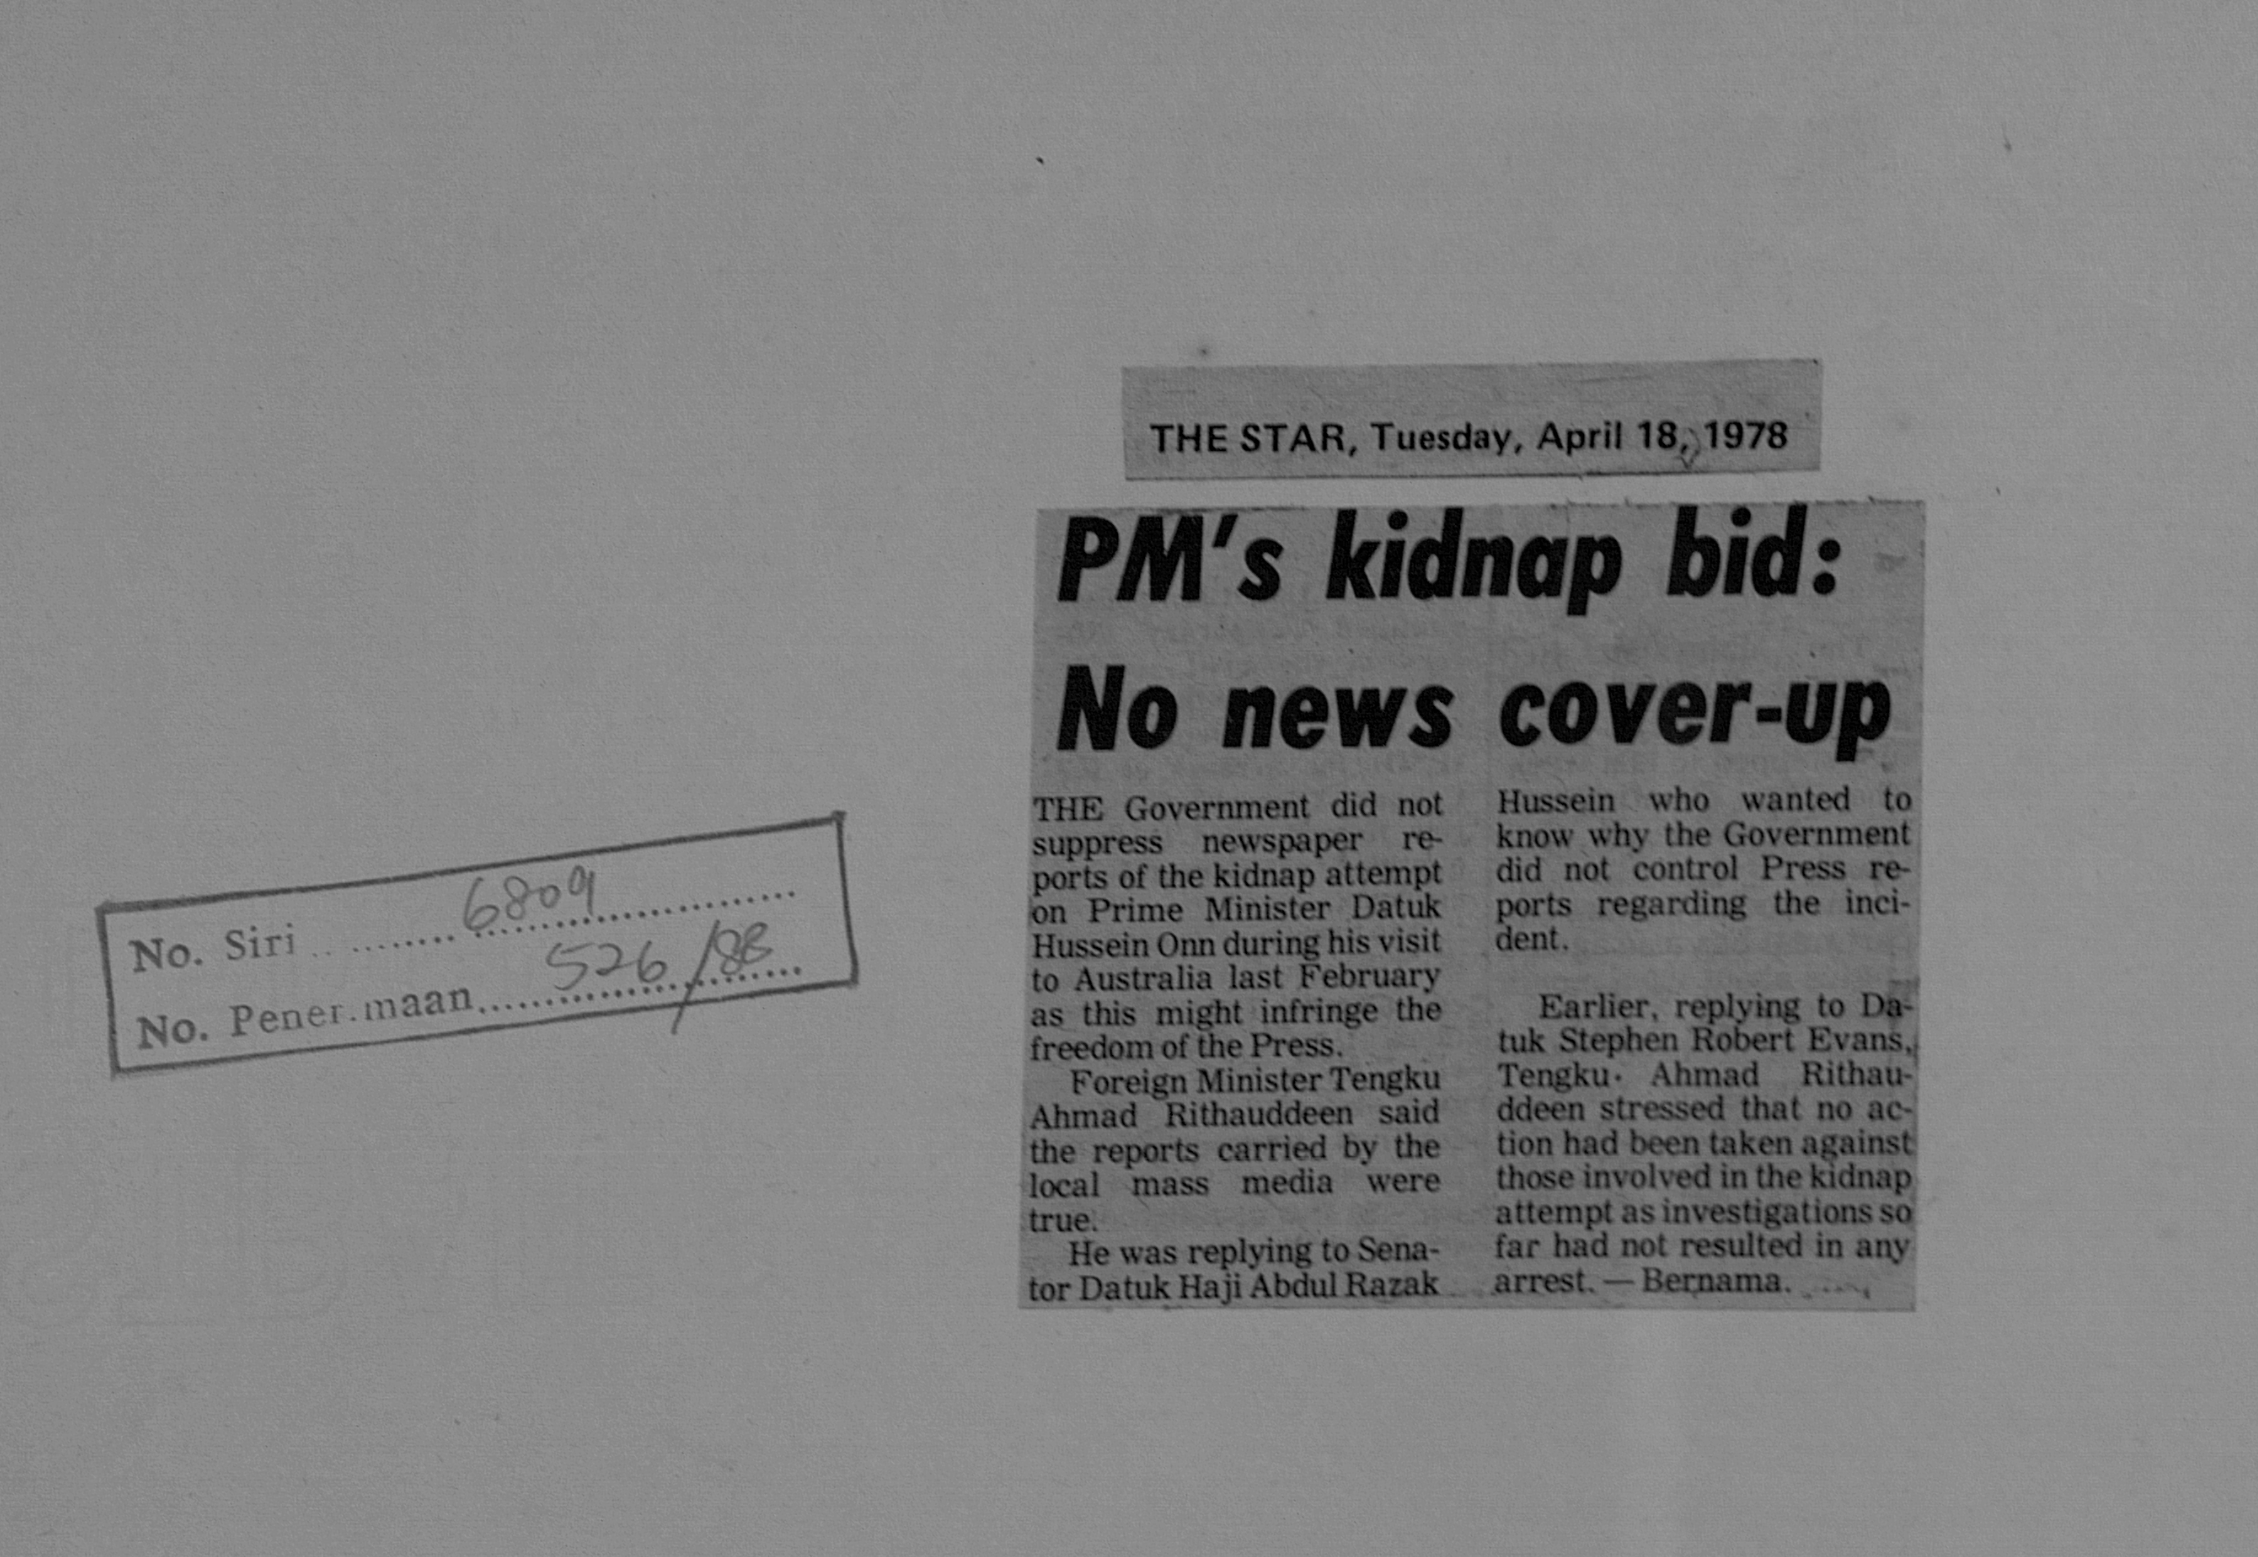 THE STAR, Tuesday, April 18, 1978
PM's kidnap bid:
No news cover-up
THE Government did not
suppress newspaper re-
ports of the kidnap attempt
on Prime Minister Datuk
Hussein Onn during his visit
to Australia last February
as this might infringe the
freedom of the Press.
Foreign Minister Tengku
Ahmad Rithauddeen said
the reports carried by the
local mass media were
true.
He was replying to Sena-
tor Datuk Haji Abdul Razak
Hussein who wanted to
know why the Government
did not control Press re-
ports regarding the inci-
dent.
Earlier, replying to Da-
tuk Stephen Robert Evans,
Tengku Ahmad Rithau-
ddeen stressed that no ac-
tion had been taken against
those involved in the kidnap
attempt as investigations so
far had not resulted in any
arrest. — Bernama.
No. Siri 6809
No. Penerimaan 526/88